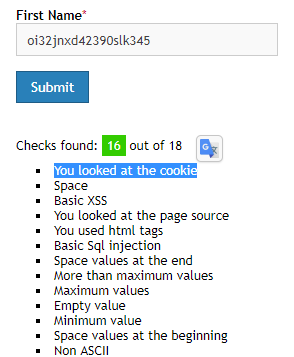 First Name*
oi32jnxd42390slk345
Submit
Checks found: 16 out of 18
You looked at the cookie
Space
Basic XSS
You looked at the page source
You used html tags
Basic Sql injection
Space values at the end
More than maximum values
Maximum values
Empty value
Minimum value
Space values at the beginning
Non ASCII